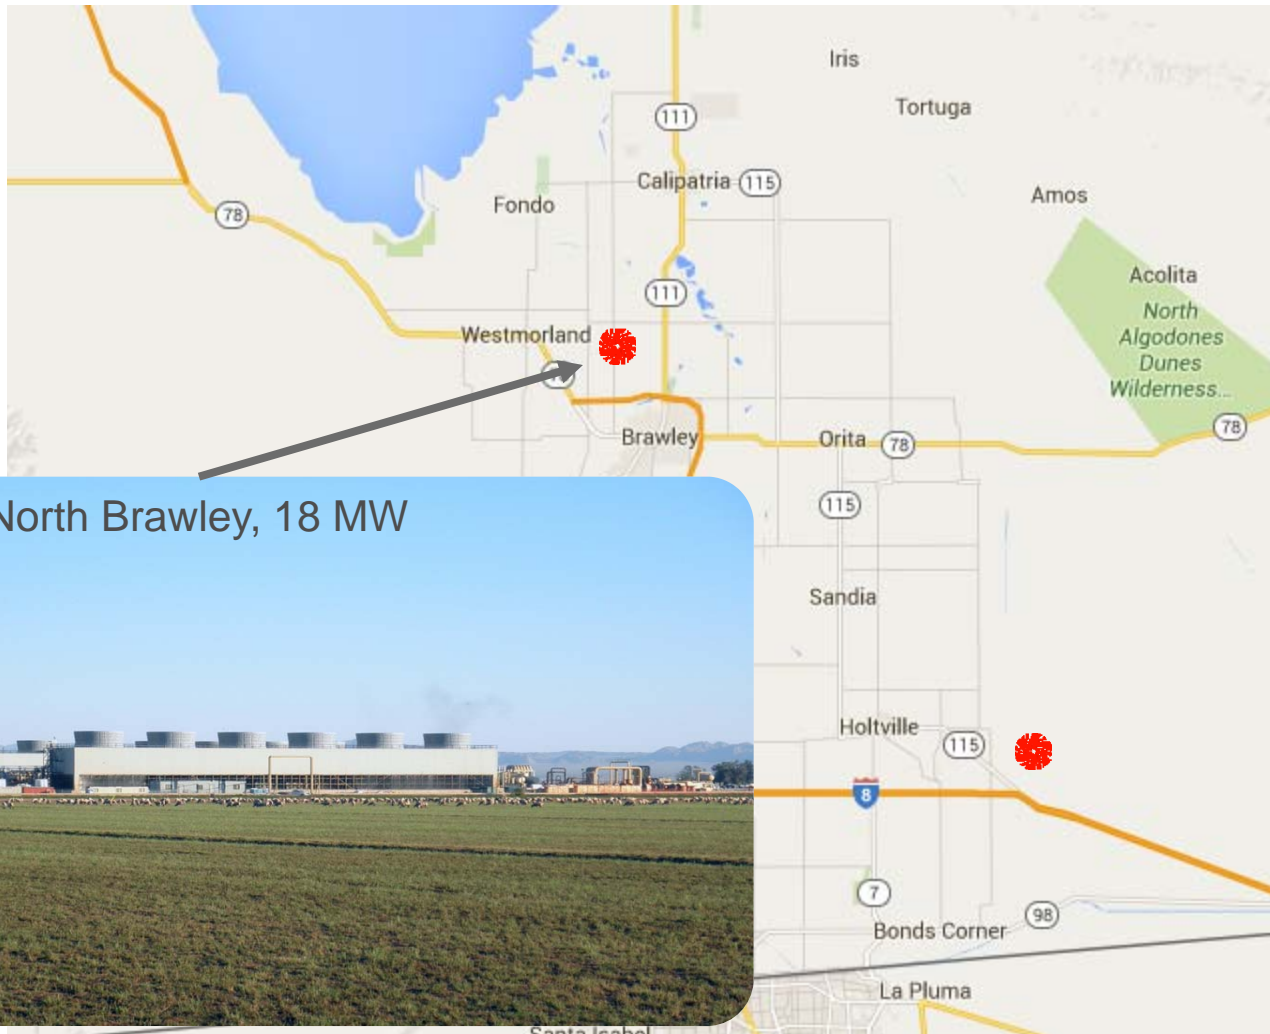 Iris
Tortuga
111
Calipatria
115
Amos
Fondo
78
Acolita
111
North
Algodones
Dunes
Wilderness...
Westmorland
78
Brawley
Orita
78
115
North Brawley, 18 MW
Sandia
Holtville
115
8
7
98
Bonds Corner
La Pluma